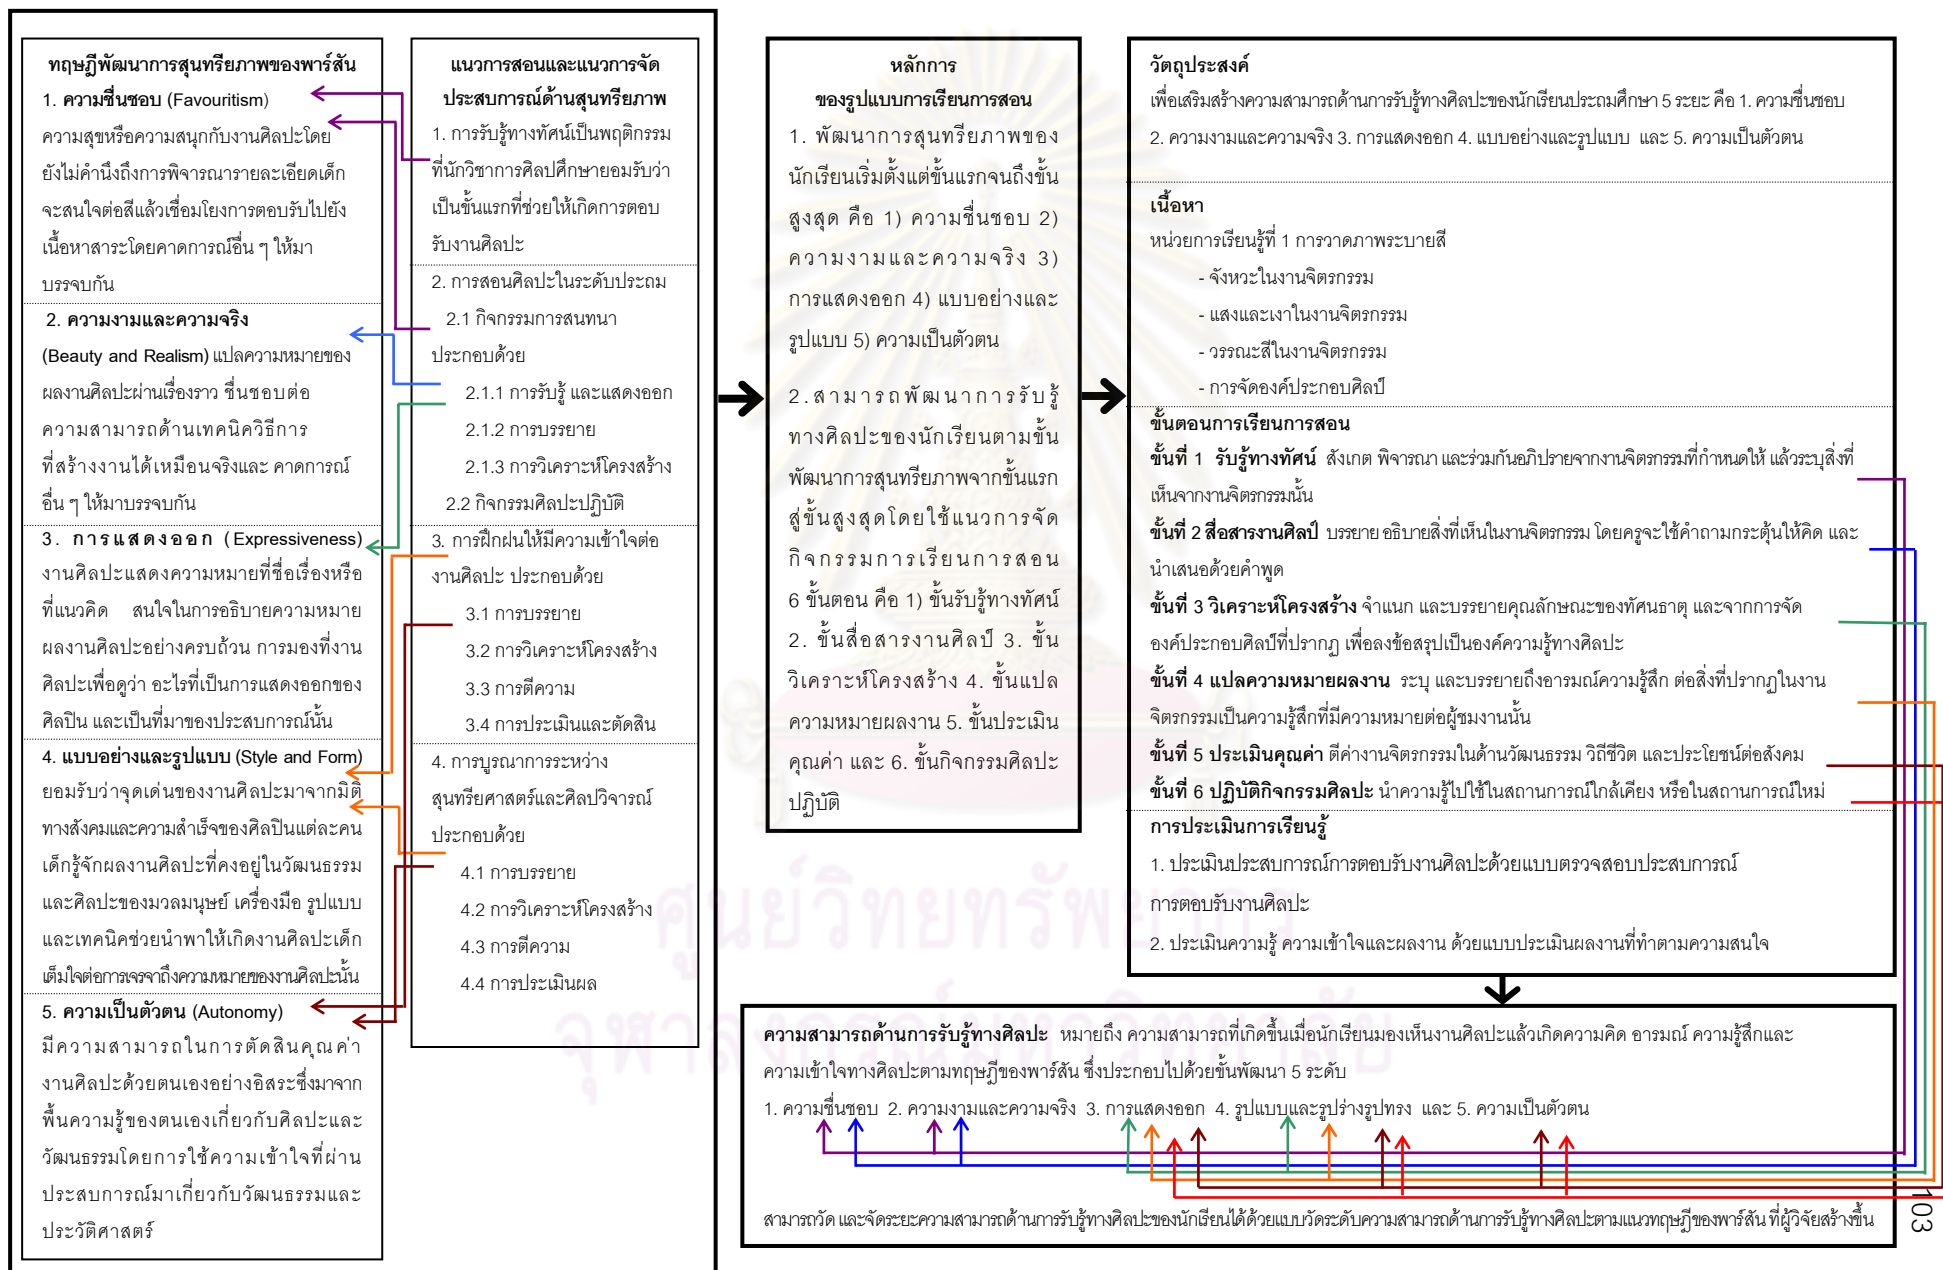 ทฤษฎีพัฒนาการสุนทรียภาพของพาร์สัน
1. ความชื่นชอบ (Favouritism)
ความสุขหรือความสนุกกับงานศิลปะโดย
ยังไม่คำนึงถึงการพิจารณารายละเอียดเด็ก
จะสนใจต่อสีแล้วเชื่อมโยงการตอบรับไปยัง
เนื้อหาสาระโดยคาดการณ์อื่น ๆ ให้มา
บรรจบกัน
2. ความงามและความจริง
(Beauty and Realism) แปลความหมายของ
ผลงานศิลปะผ่านเรื่องราว ชื่นชอบต่อ
ความสามารถด้านเทคนิควิธีการ
ที่สร้างงานได้เหมือนจริงและ คาดการณ์
อื่น ๆ ให้มาบรรจบกัน
3. การแสดงออก (Expressiveness)
งานศิลปะแสดงความหมายที่ชื่อเรื่องหรือ
ที่แนวคิด สนใจในการอธิบายความหมาย
ผลงานศิลปะอย่างครบถ้วน การมองที่งาน
ศิลปะเพื่อดูว่า อะไรที่เป็นการแสดงออกของ
ศิลปิน และเป็นที่มาของประสบการณ์นั้น
4. แบบอย่างและรูปแบบ (Style and Form)
ยอมรับว่าจุดเด่นของงานศิลปะมาจากมิติ
ทางสังคมและความสำเร็จของศิลปินแต่ละคน
เด็กรู้จักผลงานศิลปะที่คงอยู่ในวัฒนธรรม
และศิลปะของมวลมนุษย์ เครื่องมือ รูปแบบ
และเทคนิคช่วยนำพาให้เกิดงานศิลปะเด็ก
เต็มใจต่อการเจรจาถึงความหมายของงานศิลปะนั้น
5. ความเป็นตัวตน (Autonomy)
มีความสามารถในการตัดสินคุณค่า
งานศิลปะด้วยตนเองอย่างอิสระซึ่งมาจาก
พื้นความรู้ของตนเองเกี่ยวกับศิลปะและ
วัฒนธรรมโดยการใช้ความเข้าใจที่ผ่าน
ประสบการณ์มาเกี่ยวกับวัฒนธรรมและ
ประวัติศาสตร์
แนวการสอนและแนวการจัด
ประสบการณ์ด้านสุนทรียภาพ
1. การรับรู้ทางทัศน์เป็นพฤติกรรม
ที่นักวิชาการศิลปศึกษายอมรับว่า
เป็นขั้นแรกที่ช่วยให้เกิดการตอบ
รับงานศิลปะ
2. การสอนศิลปะในระดับประถม
2.1 กิจกรรมการสนทนา
ประกอบด้วย
2.1.1 การรับรู้ และแสดงออก
2.1.2 การบรรยาย
2.1.3 การวิเคราะห์โครงสร้าง
2.2 กิจกรรมศิลปะปฏิบัติ
3. การฝึกฝนให้มีความเข้าใจต่อ
งานศิลปะ ประกอบด้วย
3.1 การบรรยาย
3.2 การวิเคราะห์โครงสร้าง
3.3 การตีความ
3.4 การประเมินและตัดสิน
4. การบูรณาการระหว่าง
สุนทรียศาสตร์และศิลปวิจารณ์
ประกอบด้วย
4.1 การบรรยาย
4.2 การวิเคราะห์โครงสร้าง
4.3 การตีความ
4.4 การประเมินผล
หลักการ
ของรูปแบบการเรียนการสอน
1. พัฒนาการสุนทรียภาพของ
นักเรียนเริ่มตั้งแต่ขั้นแรกจนถึงขั้น
สูงสุด คือ 1) ความชื่นชอบ 2)
ความงามและความจริง 3)
การแสดงออก 4) แบบอย่างและ
รูปแบบ 5) ความเป็นตัวตน
2.สามารถพัฒนาการรับรู้
ทางศิลปะของนักเรียนตามขั้น
พัฒนาการสุนทรียภาพจากขั้นแรก
สู่ขั้นสูงสุดโดยใช้แนวการจัด
กิจกรรมการเรียนการสอน
6 ขั้นตอน คือ 1) ขั้นรับรู้ทางทัศน์
2. ขั้นสื่อสารงานศิลป์ 3. ขั้น
วิเคราะห์โครงสร้าง 4. ขั้นแปล
ความหมายผลงาน 5. ขั้นประเมิน
คุณค่า และ 6. ขั้นกิจกรรมศิลปะ
ปฏิบัติ
วัตถุประสงค์
เพื่อเสริมสร้างความสามารถด้านการรับรู้ทางศิลปะของนักเรียนประถมศึกษา 5 ระยะ คือ 1. ความชื่นชอบ
2. ความงามและความจริง 3. การแสดงออก 4. แบบอย่างและรูปแบบ และ 5. ความเป็นตัวตน
เนื้อหา
หน่วยการเรียนรู้ที่ 1 การวาดภาพระบายสี
- จังหวะในงานจิตรกรรม
- แสงและเงาในงานจิตรกรรม
- วรรณะสีในงานจิตรกรรม
- การจัดองค์ประกอบศิลป์
ขั้นตอนการเรียนการสอน
ขั้นที่ 1 รับรู้ทางทัศน์ สังเกต พิจารณา และร่วมกันอภิปรายจากงานจิตรกรรมที่กำหนดให้ แล้วระบุสิ่งที่
เห็นจากงานจิตรกรรมนั้น
ขั้นที่ 2 สื่อสารงานศิลป์ บรรยาย อธิบายสิ่งที่เห็นในงานจิตรกรรม โดยครูจะใช้คำถามกระตุ้นให้คิด และ
นำเสนอด้วยคำพูด
ขั้นที่ 3 วิเคราะห์โครงสร้าง จำแนก และบรรยายคุณลักษณะของทัศนธาตุ และจากการจัด
องค์ประกอบศิลป์ที่ปรากฏ เพื่อลงข้อสรุปเป็นองค์ความรู้ทางศิลปะ
ขั้นที่ 4 แปลความหมายผลงาน ระบุ และบรรยายถึงอารมณ์ความรู้สึก ต่อสิ่งที่ปรากฏในงาน
จิตรกรรมเป็นความรู้สึกที่มีความหมายต่อผู้ชมงานนั้น
ขั้นที่ 5 ประเมินคุณค่า ตีค่างานจิตรกรรมในด้านวัฒนธรรม วิถีชีวิต และประโยชน์ต่อสังคม
ขั้นที่ 6 ปฏิบัติกิจกรรมศิลปะ นำความรู้ไปใช้ในสถานการณ์ใกล้เคียง หรือในสถานการณ์ใหม่
การประเมินการเรียนรู้
1. ประเมินประสบการณ์การตอบรับงานศิลปะด้วยแบบตรวจสอบประสบการณ์
การตอบรับงานศิลปะ
2. ประเมินความรู้ ความเข้าใจและผลงาน ด้วยแบบประเมินผลงานที่ทำตามความสนใจ
ศูนย์วิทยทรัพยากร
จุฬาลงกรณ์มหาวิทยาลัย
ความสามารถด้านการรับรู้ทางศิลปะ หมายถึง ความสามารถที่เกิดขึ้นเมื่อนักเรียนมองเห็นงานศิลปะแล้วเกิดความคิด อารมณ์ ความรู้สึกและ
ความเข้าใจทางศิลปะตามทฤษฎีของพาร์สัน ซึ่งประกอบไปด้วยขั้นพัฒนา 5 ระดับ
1. ความชื่นชอบ 2. ความงามและความจริง 3. การแสดงออก 4. รูปแบบและรูปร่างรูปทรง และ 5. ความเป็นตัวตน
สามารถวัด และจัดระยะความสามารถด้านการรับรู้ทางศิลปะของนักเรียนได้ด้วยแบบวัดระดับความสามารถด้านการรับรู้ทางศิลปะตามแนวทฤษฎีของพาร์สัน ที่ผู้วิจัยสร้างขึ้น
103